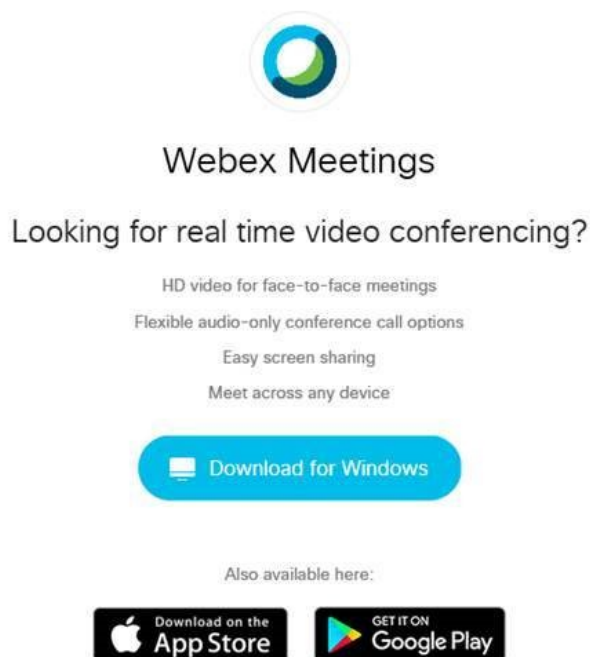 Webex Meetings
Looking for real time video conferencing?
HD video for face-to-face meetings
Flexible audio-only conference call options
Easy screen sharing
Meet across any device
Download for Windows
Also available here:
Download on the
App Store
GET IT ON
Google Play